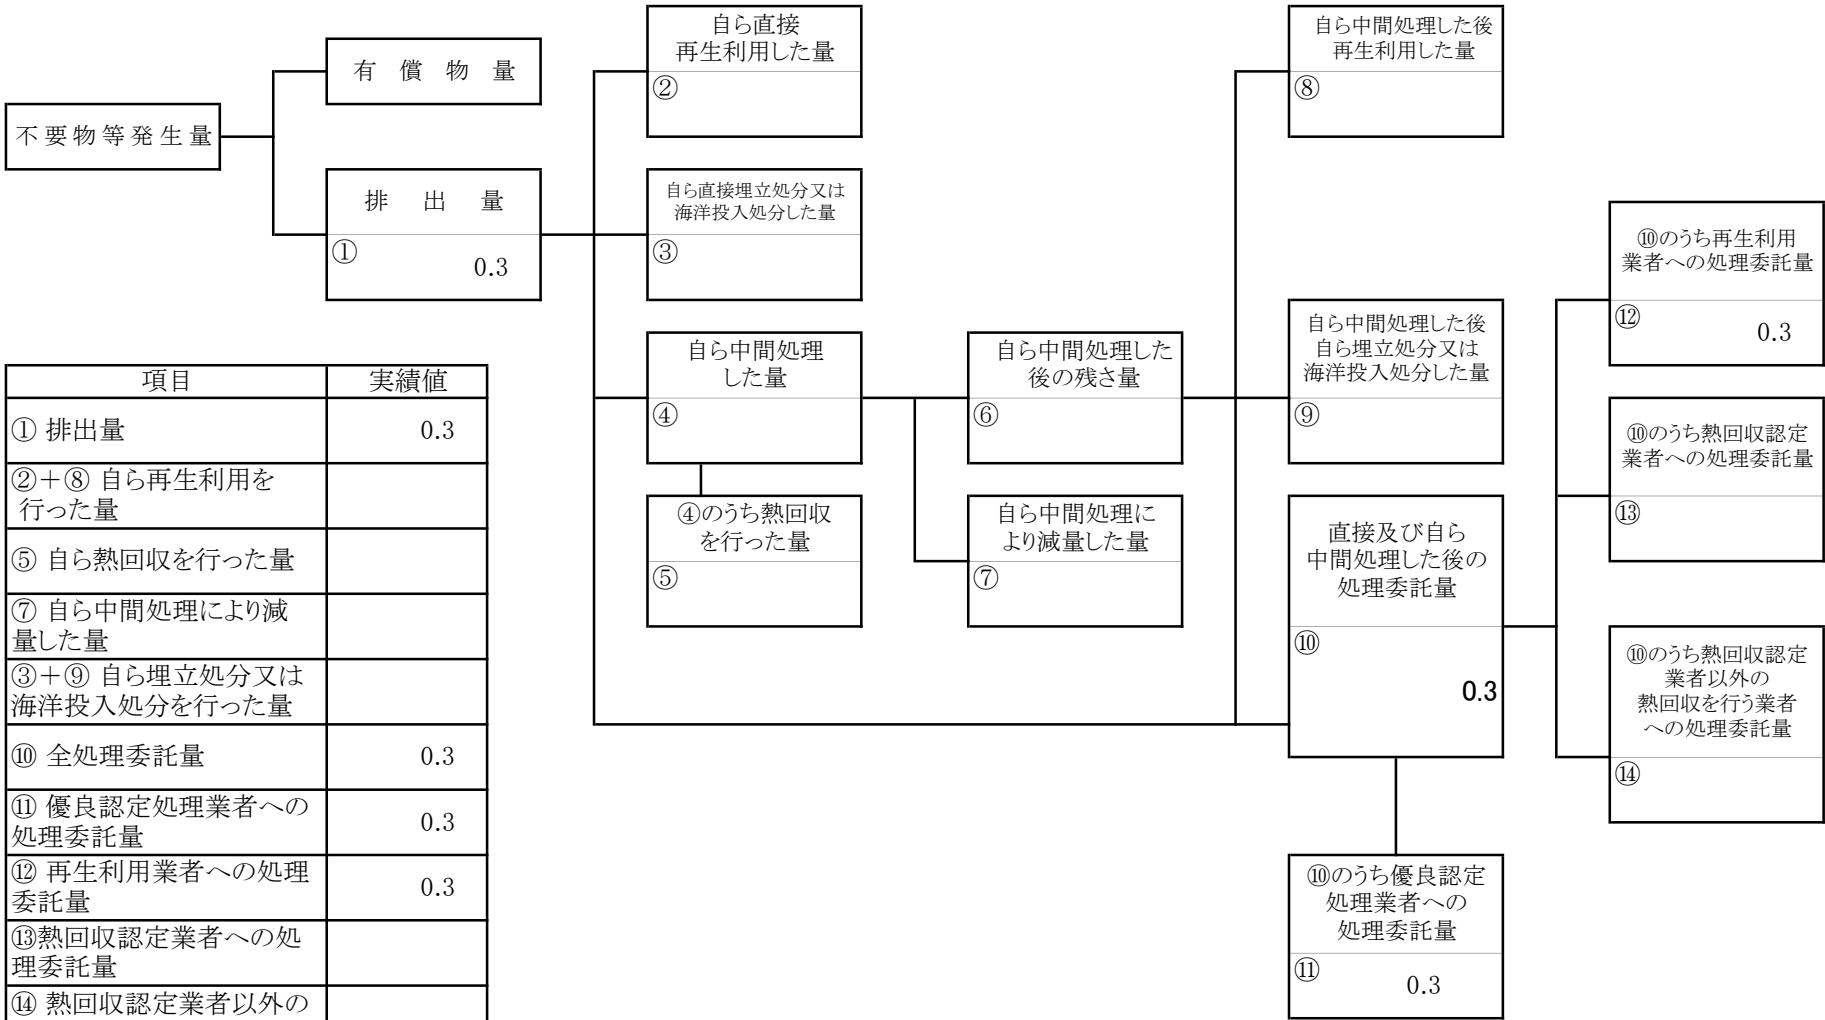 不要物等発生量
有償物量
排出量
①
0.3
自ら直接
再生利用した量
②
自ら直接埋立処分又は
海洋投入処分した量
③
自ら中間処理
した量
④
④のうち熱回収
を行った量
⑤
自ら中間処理した
後の残さ量
⑥
自ら中間処理に
より減量した量
⑦
自ら中間処理した後
再生利用した量
⑧
自ら中間処理した後
自ら埋立処分又は
海洋投入処分した量
⑨
直接及び自ら
中間処理した後の
処理委託量
⑩
0.3
⑩のうち優良認定
処理業者への
処理委託量
⑪
0.3
⑩のうち再生利用
業者への処理委託量
⑫
0.3
⑩のうち熱回収認定
業者への処理委託量
⑬
⑩のうち熱回収認定
業者以外の
熱回収を行う業者
への処理委託量
⑭
項目 実績値
① 排出量 0.3
②＋⑧ 自ら再生利用を
行った量
⑤ 自ら熱回収を行った量
⑦ 自ら中間処理により減
量した量
③＋⑨ 自ら埋立処分又は
海洋投入処分を行った量
⑩ 全処理委託量 0.3
⑪ 優良認定処理業者への
処理委託量 0.3
⑫ 再生利用業者への処理
委託量 0.3
⑬熱回収認定業者への処
理委託量
⑭ 熱回収認定業者以外の